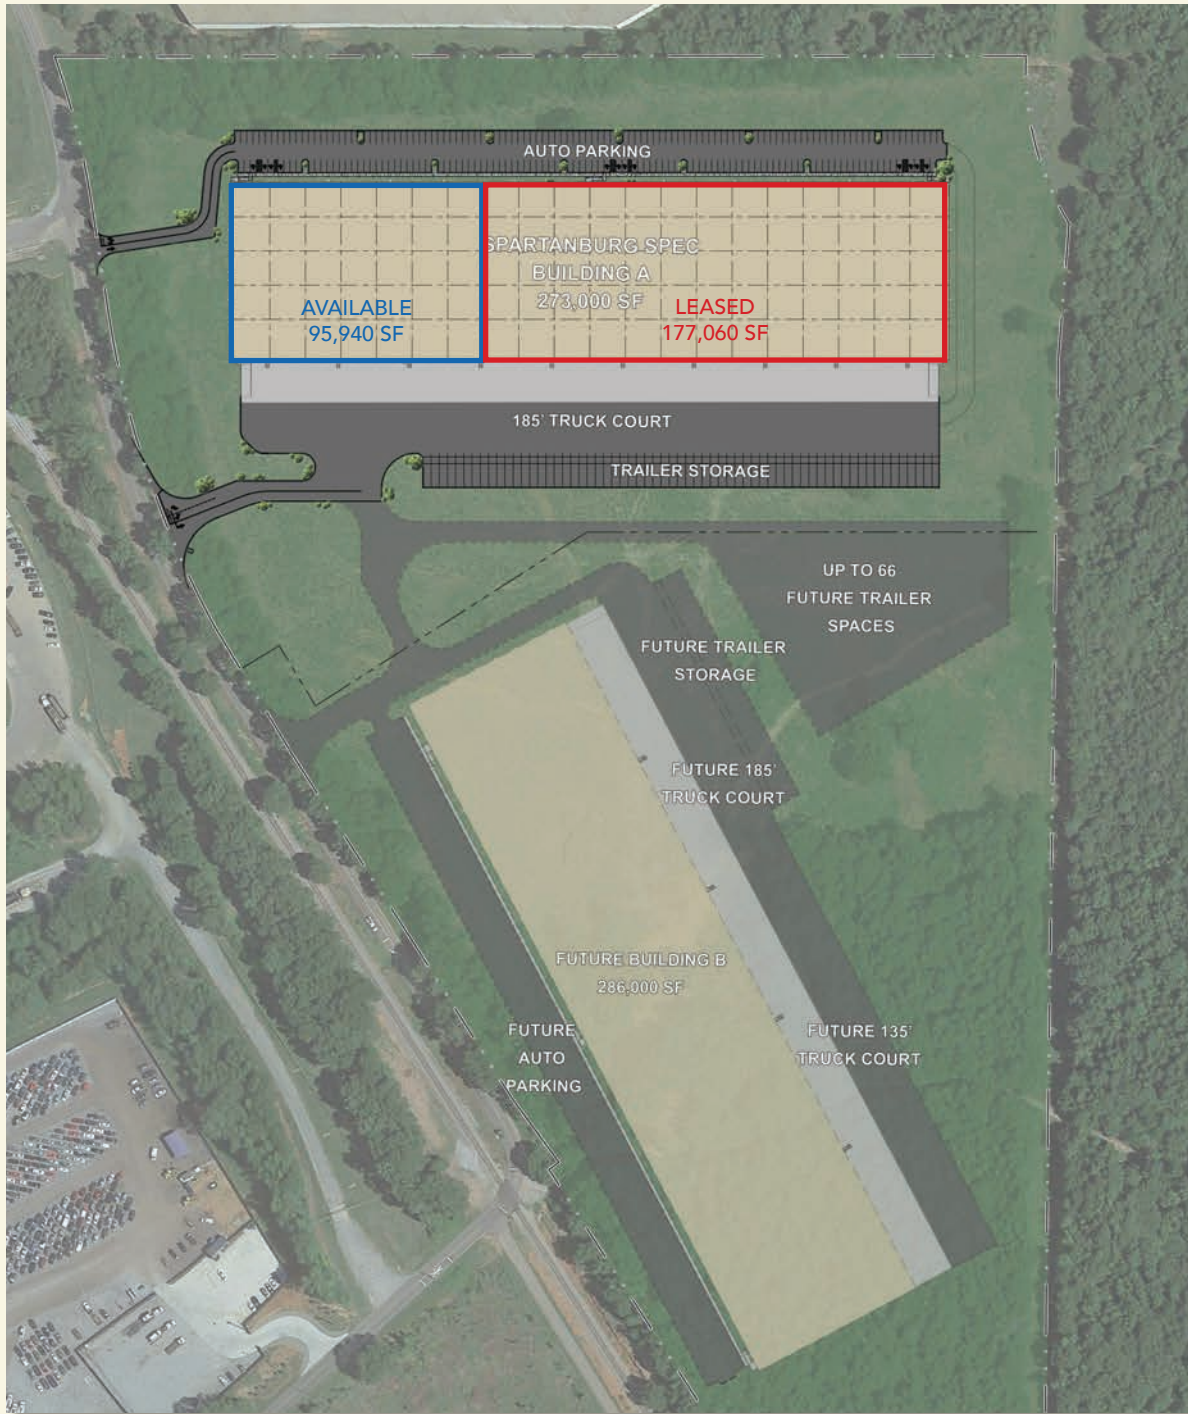 AUTO PARKING
SPARTANBURG SPEC
BUILDING A
273,000 SF
AVAILABLE
95,940 SF
LEASED
177,060 SF
185' TRUCK COURT
TRAILER STORAGE
UP TO 66
FUTURE TRAILER
SPACES
FUTURE TRAILER
STORAGE
FUTURE 185'
TRUCK COURT
FUTURE BUILDING B
286,000 SF
FUTURE
AUTO
PARKING
FUTURE 135'
TRUCK COURT